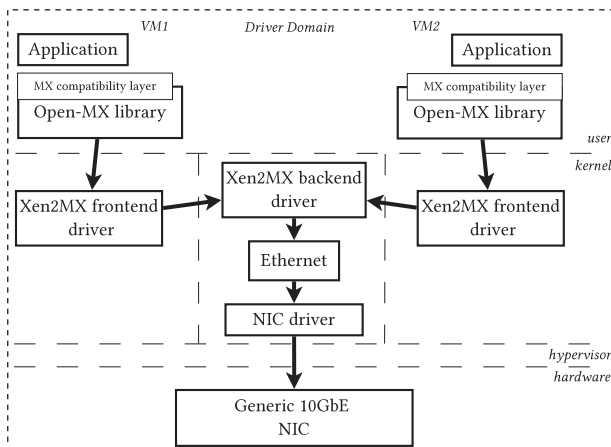 VM1
Driver Domain
VM2
Application
Application
MX compatibility layer
Open-MX library
MX compatibility layer
Open-MX library
user
kernel
Xen2MX frontend
driver
Xen2MX backend
driver
Xen2MX frontend
driver
Ethernet
NIC driver
hypervisor
hardware
Generic 10GbE
NIC